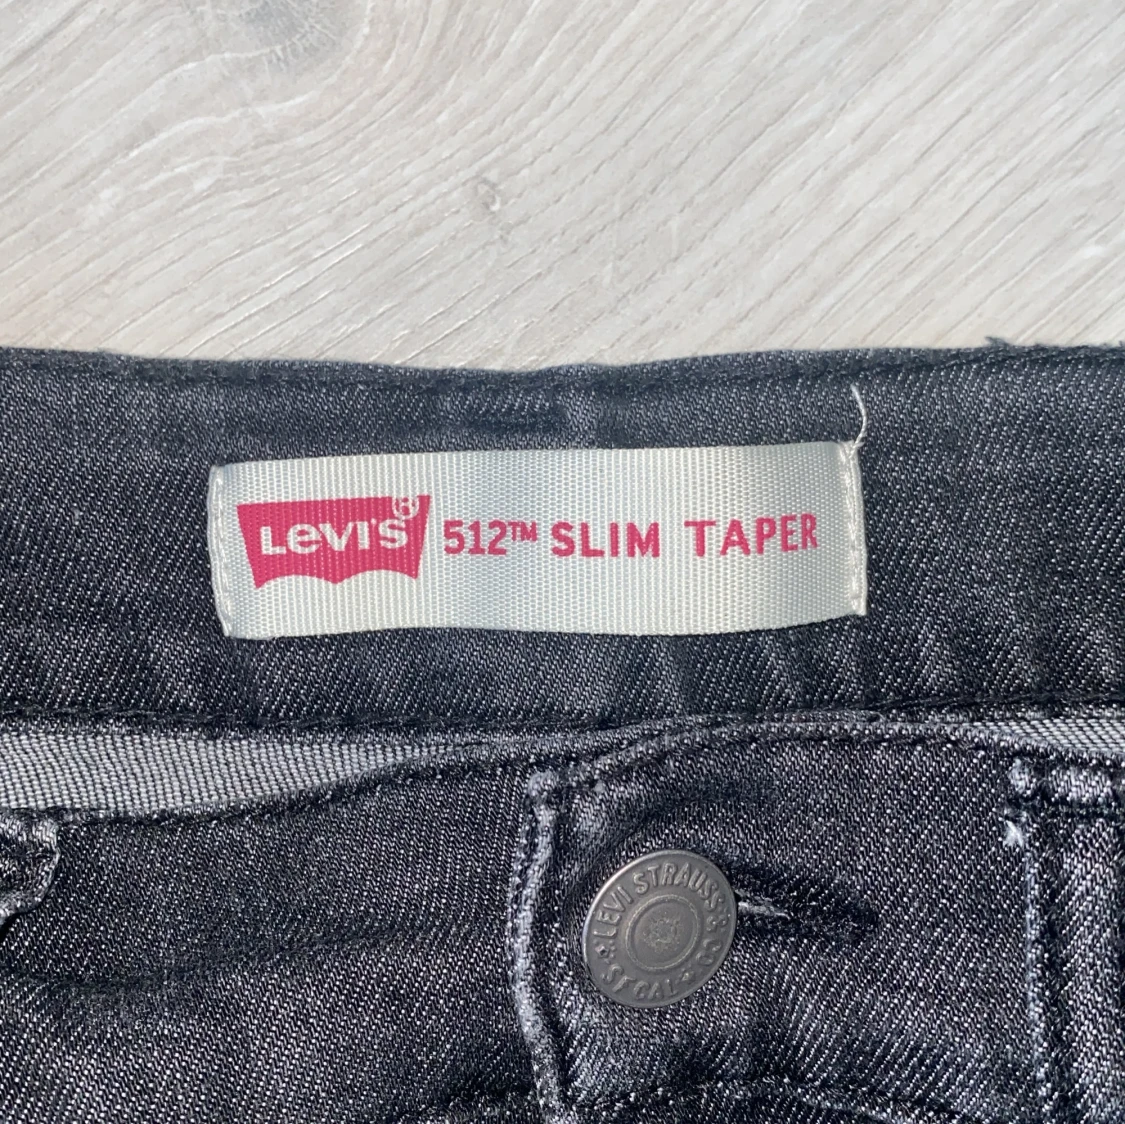 Levi's® 512™ SLIM TAPER
LEVI STRAUSS & CO
S F CAL